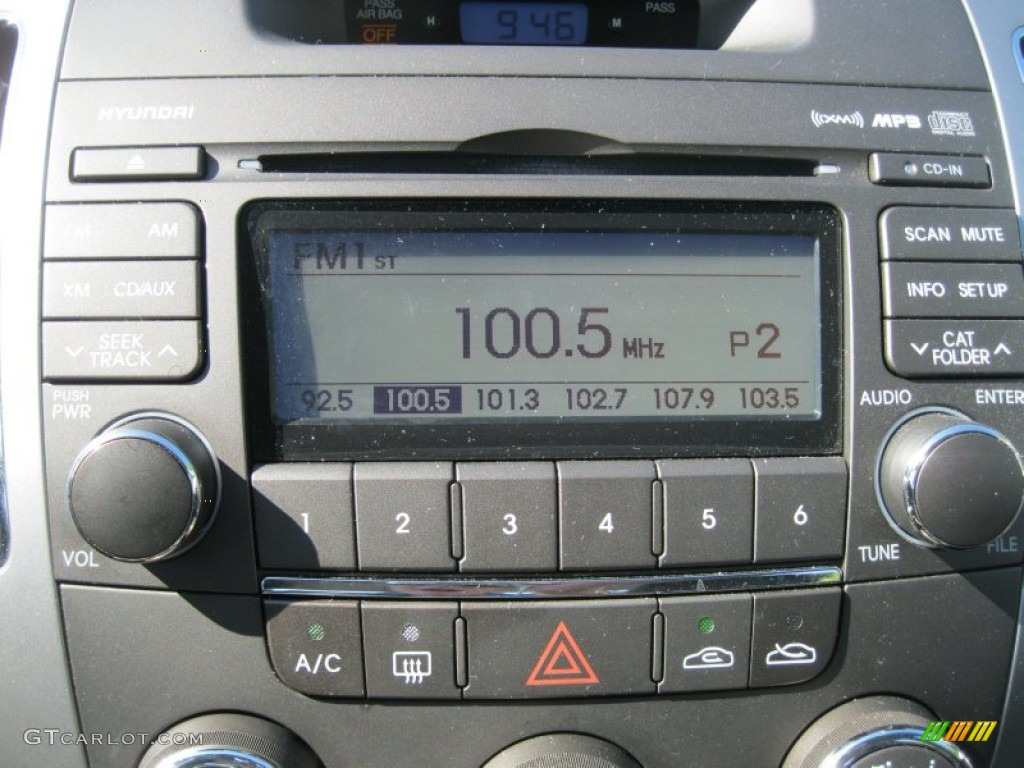 PASS AIR BAG OFF
H
9:46
M
PASS
HYUNDAI
((XM)) MP3 COMPACT disc DIGITAL AUDIO
CD-IN
FM AM
SCAN MUTE
XM CD/AUX
INFO SETUP
SEEK
TRACK
CAT
FOLDER
FM1 ST
100.5 MHz P2
92.5 100.5 101.3 102.7 107.9 103.5
PUSH
PWR
AUDIO ENTER
VOL
TUNE FILE
1 2 3 4 5 6
A/C
GTCARLOT.COM